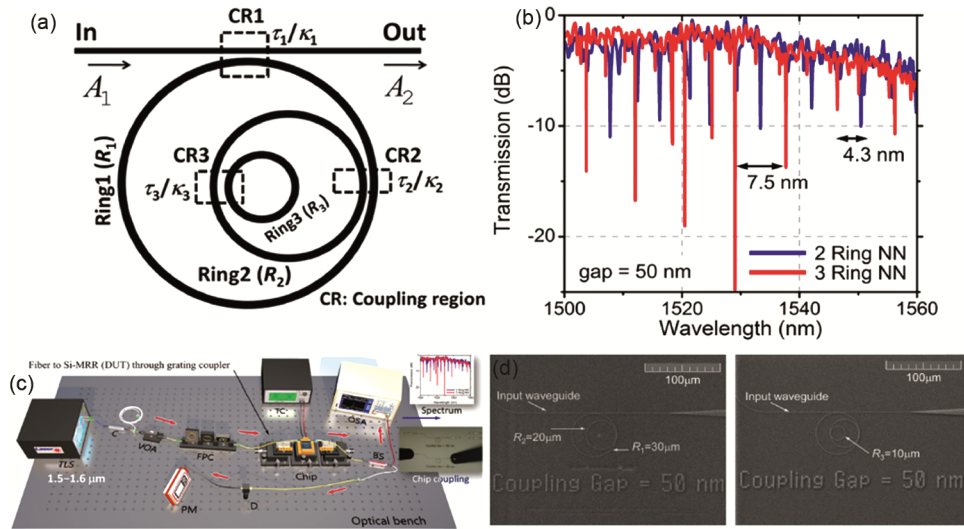 (a)
CR1
τ1/κ1
In
Out
A1
A2
Ring1 (R1)
CR3
CR2
τ3/κ3
τ2/κ2
Ring3 (R3)
Ring2 (R2)
CR: Coupling region
(b)
Transmission (dB)
0
-10
-20
7.5 nm
4.3 nm
2 Ring NN
3 Ring NN
gap = 50 nm
1500
1520
1540
1560
Wavelength (nm)
(c)
Fiber to Si-MRR (DUT) through grating coupler
TC
OSA
Spectrum
TLS
C
VOA
FPC
Chip
BS
Chip coupling
1.5~1.6 μm
PM
D
Optical bench
(d)
100μm
Input waveguide
R2=20μm
R1=30μm
Coupling Gap = 50 nm
100μm
Input waveguide
R3=10μm
Coupling Gap = 50 nm